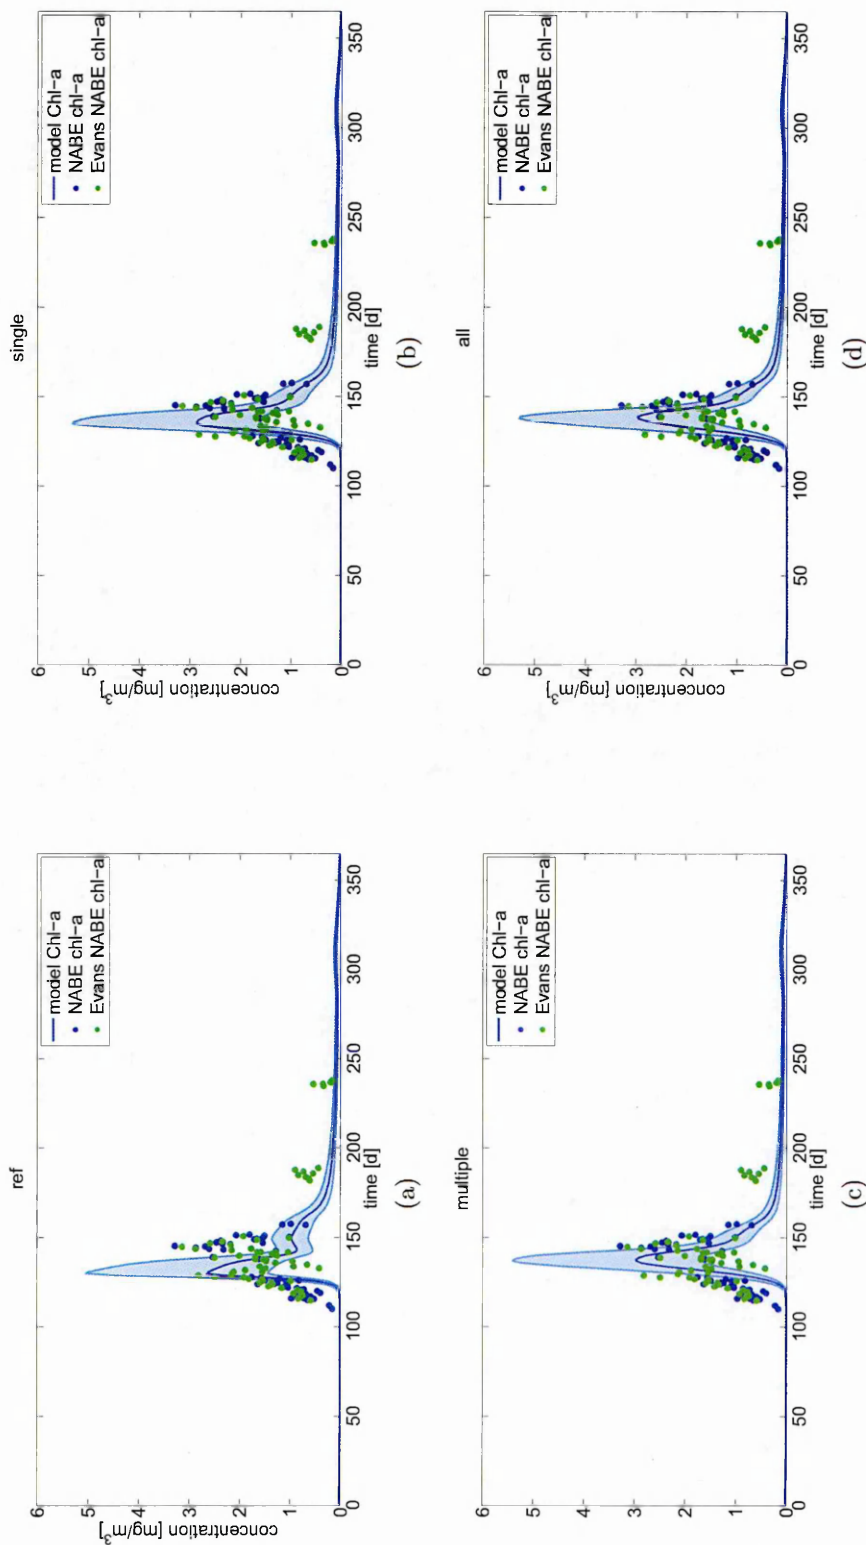 ref
concentration [mg/m³]
6
5
4
3
2
1
0
0
50
100
150
200
250
300
350
time [d]
model Chl-a
NABE chl-a
Evans NABE chl-a
(a)
single
concentration [mg/m³]
6
5
4
3
2
1
0
0
50
100
150
200
250
300
350
time [d]
model Chl-a
NABE chl-a
Evans NABE chl-a
(b)
multiple
6
5
4
3
2
1
0
0
50
100
150
200
250
300
350
time [d]
model Chl-a
NABE chl-a
Evans NABE chl-a
(c)
all
concentration [mg/m³]
6
5
4
3
2
1
0
0
50
100
150
200
250
300
350
time [d]
model Chl-a
NABE chl-a
Evans NABE chl-a
(d)